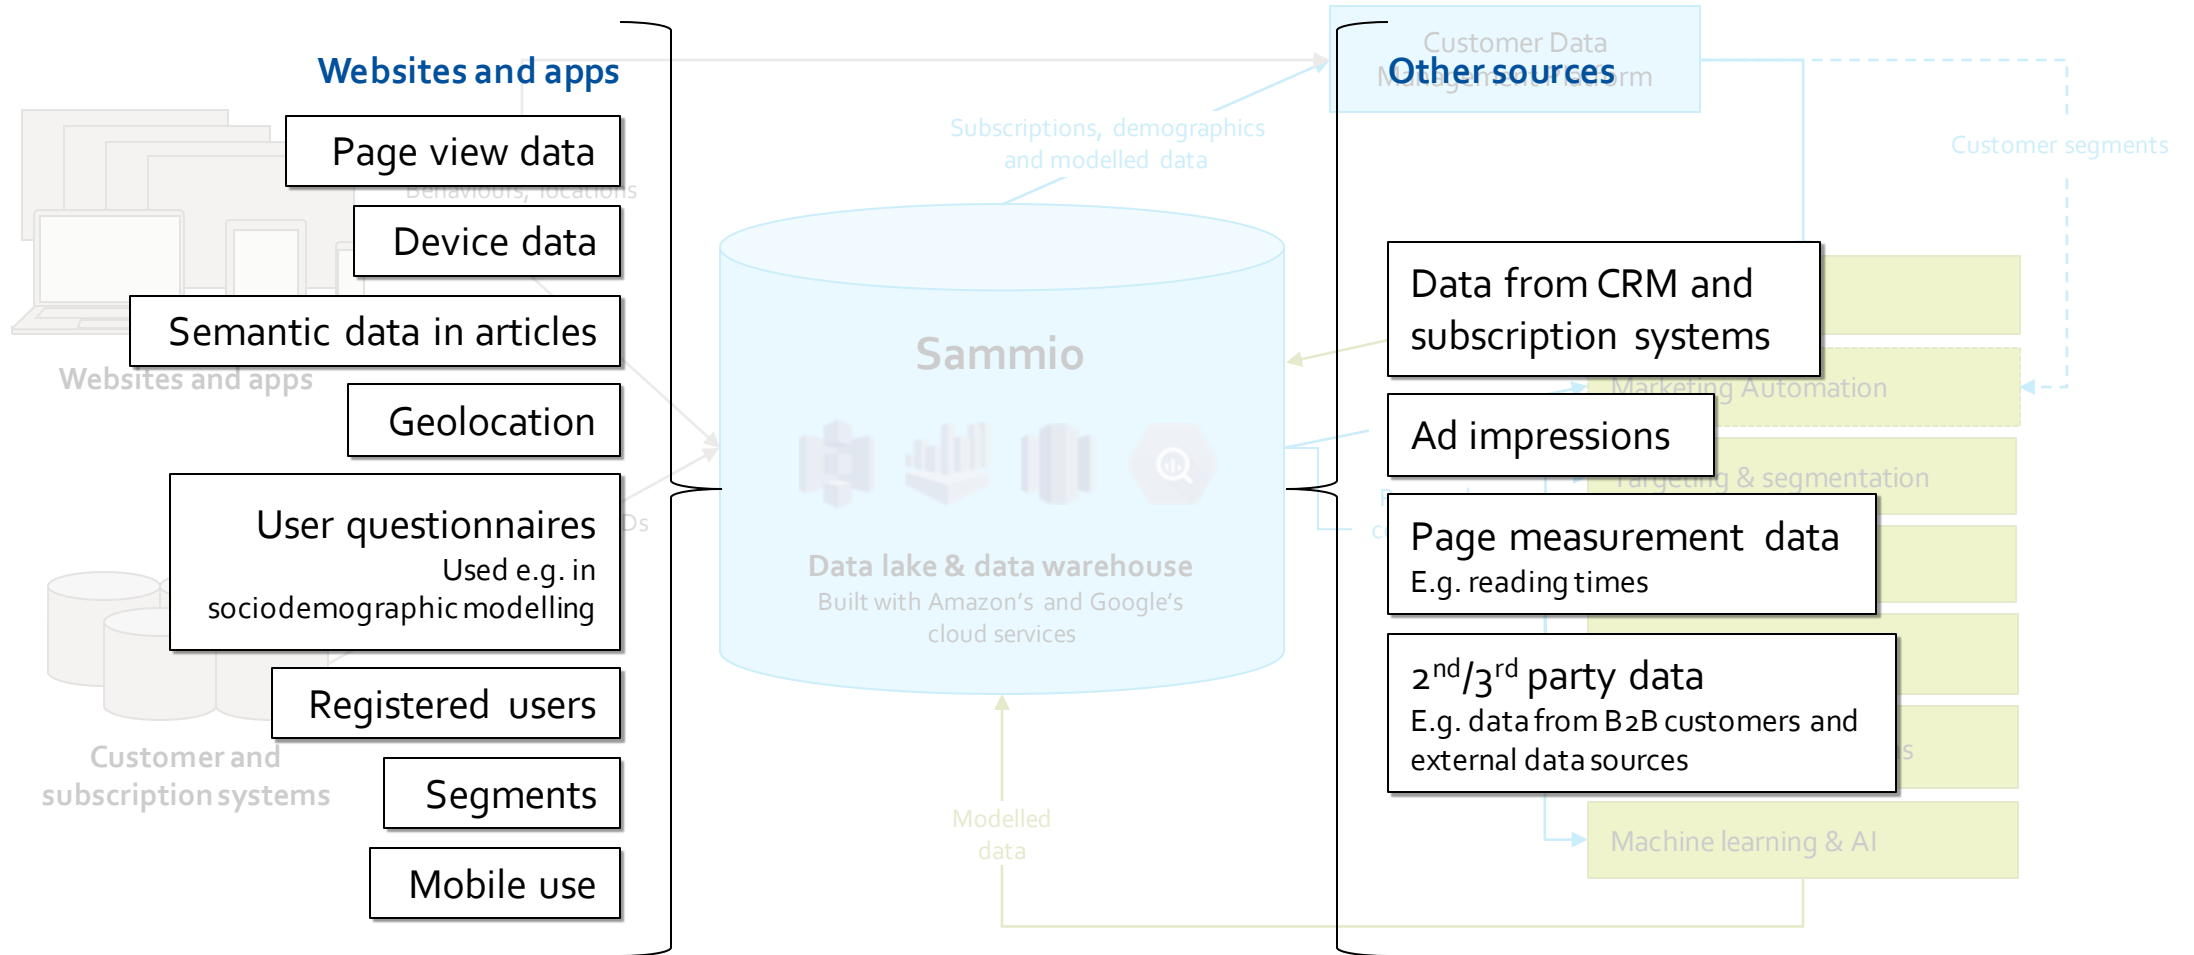 Websites and apps
Page view data
Behaviours, locations
Device data
Semantic data in articles
Websites and apps
Geolocation
User questionnaires
Used e.g. in
sociodemographic modelling
Registered users
Customer and
subscription systems
Segments
Mobile use
Subscriptions, demographics
and modelled data
Sammio
Data lake & data warehouse
Built with Amazon's and Google's
cloud services
Modelled
data
Customer Data
Management Platform
Other sources
Customer segments
Data from CRM and
subscription systems
Marketing Automation
Ad impressions
Targeting & segmentation
Page measurement data
E.g. reading times
2nd/3rd party data
E.g. data from B2B customers and
external data sources
Machine learning & AI